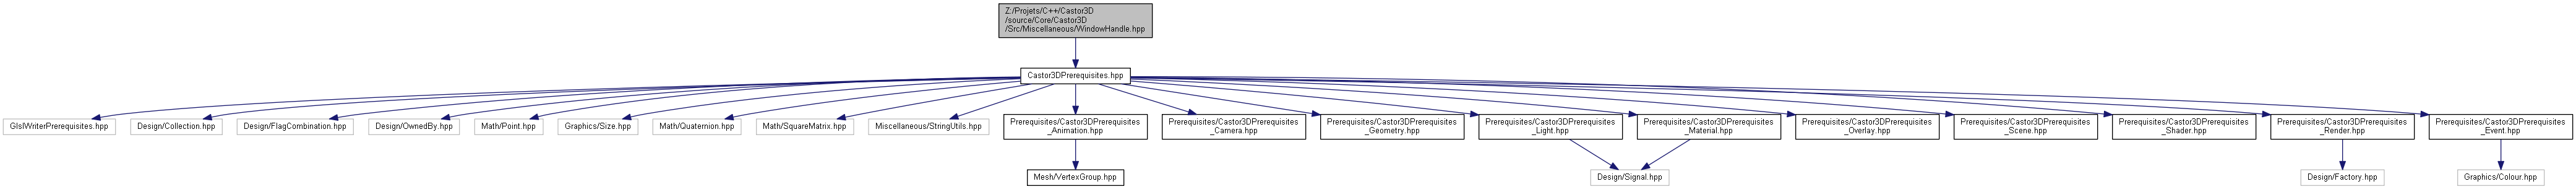 Z:/Projets/C++/Castor3D
/source/Core/Castor3D
/Src/Miscellaneous/WindowHandle.hpp
Castor3DPrerequisites.hpp
GlslWriterPrerequisites.hpp
Design/Collection.hpp
Design/FlagCombination.hpp
Design/OwnedBy.hpp
Math/Point.hpp
Graphics/Size.hpp
Math/Quaternion.hpp
Math/SquareMatrix.hpp
Miscellaneous/StringUtils.hpp
Prerequisites/Castor3DPrerequisites
_Animation.hpp
Prerequisites/Castor3DPrerequisites
_Camera.hpp
Prerequisites/Castor3DPrerequisites
_Geometry.hpp
Prerequisites/Castor3DPrerequisites
_Light.hpp
Prerequisites/Castor3DPrerequisites
_Material.hpp
Prerequisites/Castor3DPrerequisites
_Overlay.hpp
Prerequisites/Castor3DPrerequisites
_Scene.hpp
Prerequisites/Castor3DPrerequisites
_Shader.hpp
Prerequisites/Castor3DPrerequisites
_Render.hpp
Prerequisites/Castor3DPrerequisites
_Event.hpp
Mesh/VertexGroup.hpp
Design/Signal.hpp
Design/Factory.hpp
Graphics/Colour.hpp